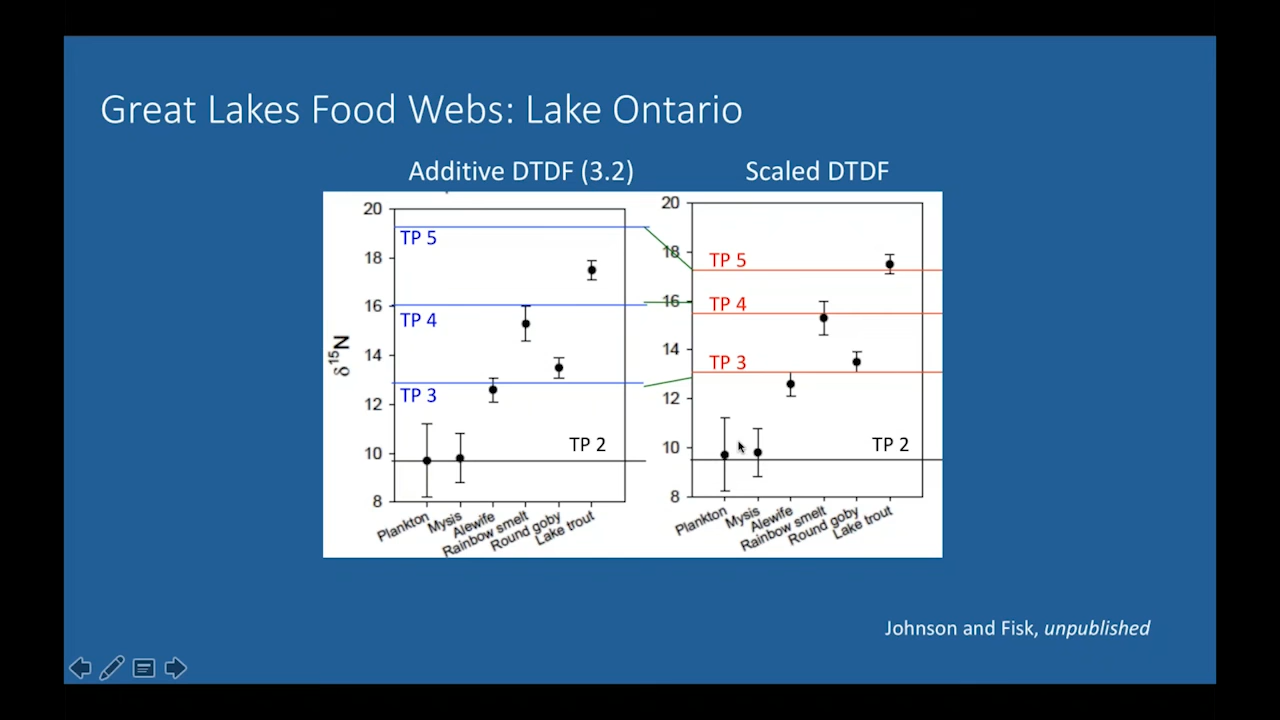 Great Lakes Food Webs: Lake Ontario
Additive DTDF (3.2)
Scaled DTDF
20
18
16
14
12
10
8
δ15N
TP 5
TP 4
TP 3
TP 2
Plankton
Mysis
Alewife
Rainbow smelt
Round goby
Lake trout
20
18
16
14
12
10
8
TP 5
TP 4
TP 3
TP 2
Plankton
Mysis
Alewife
Rainbow smelt
Round goby
Lake trout
Johnson and Fisk, unpublished